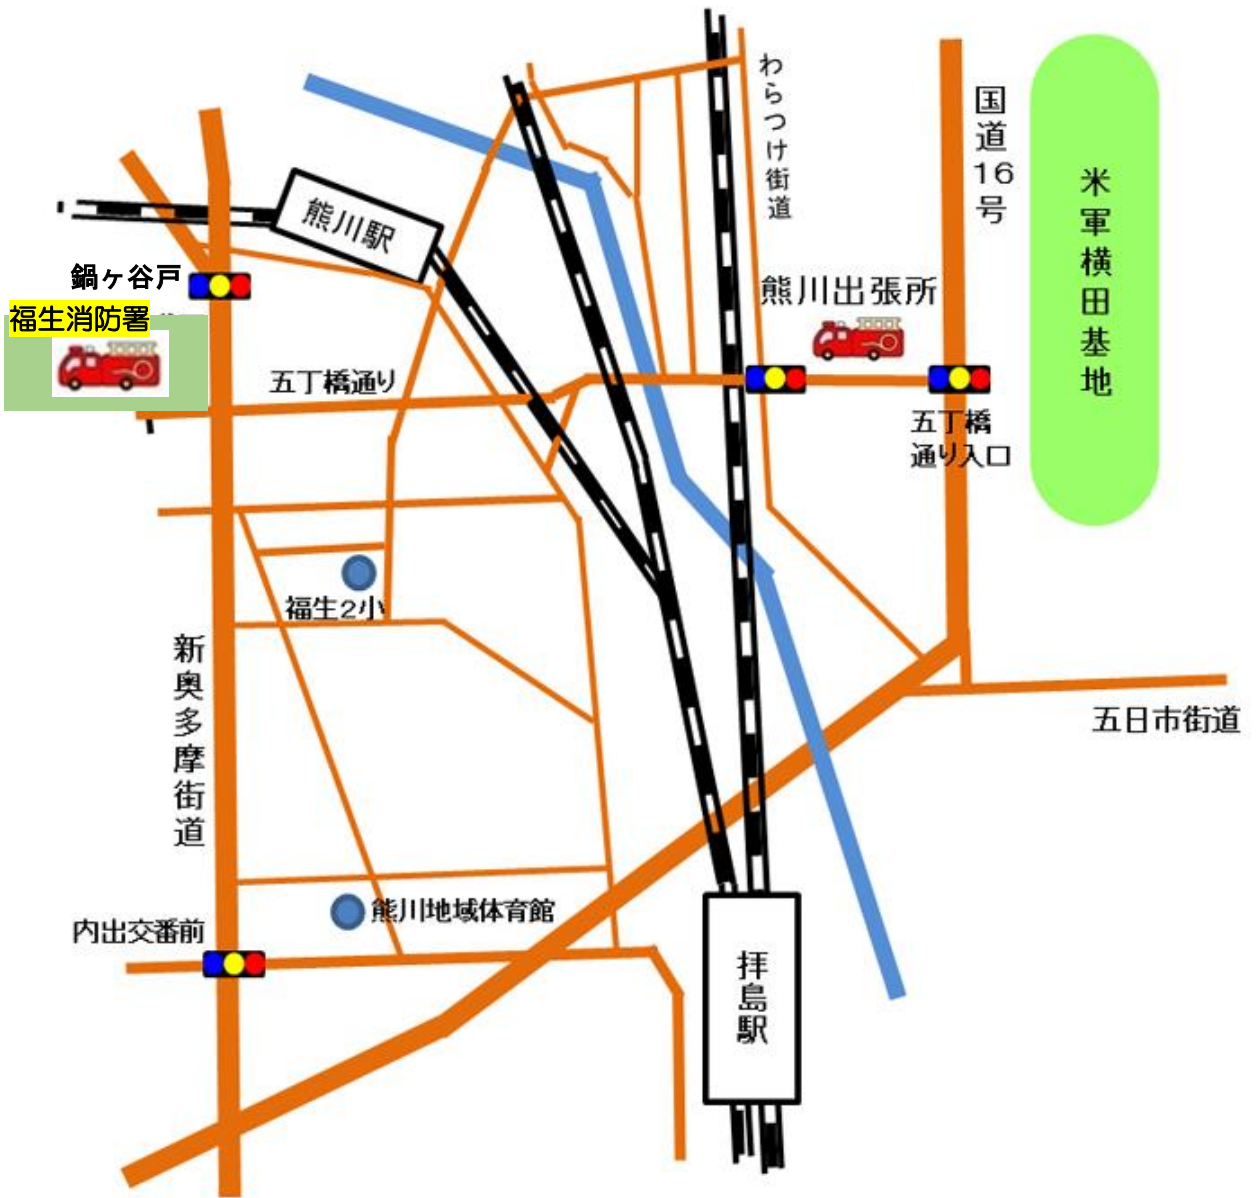 わらつけ街道
国道16号
米軍横田基地
熊川駅
鍋ヶ谷戸
福生消防署
熊川出張所
五丁橋通り
五丁橋
通り入口
福生2小
新奥多摩街道
五日市街道
内出交番前
熊川地域体育館
拝島駅